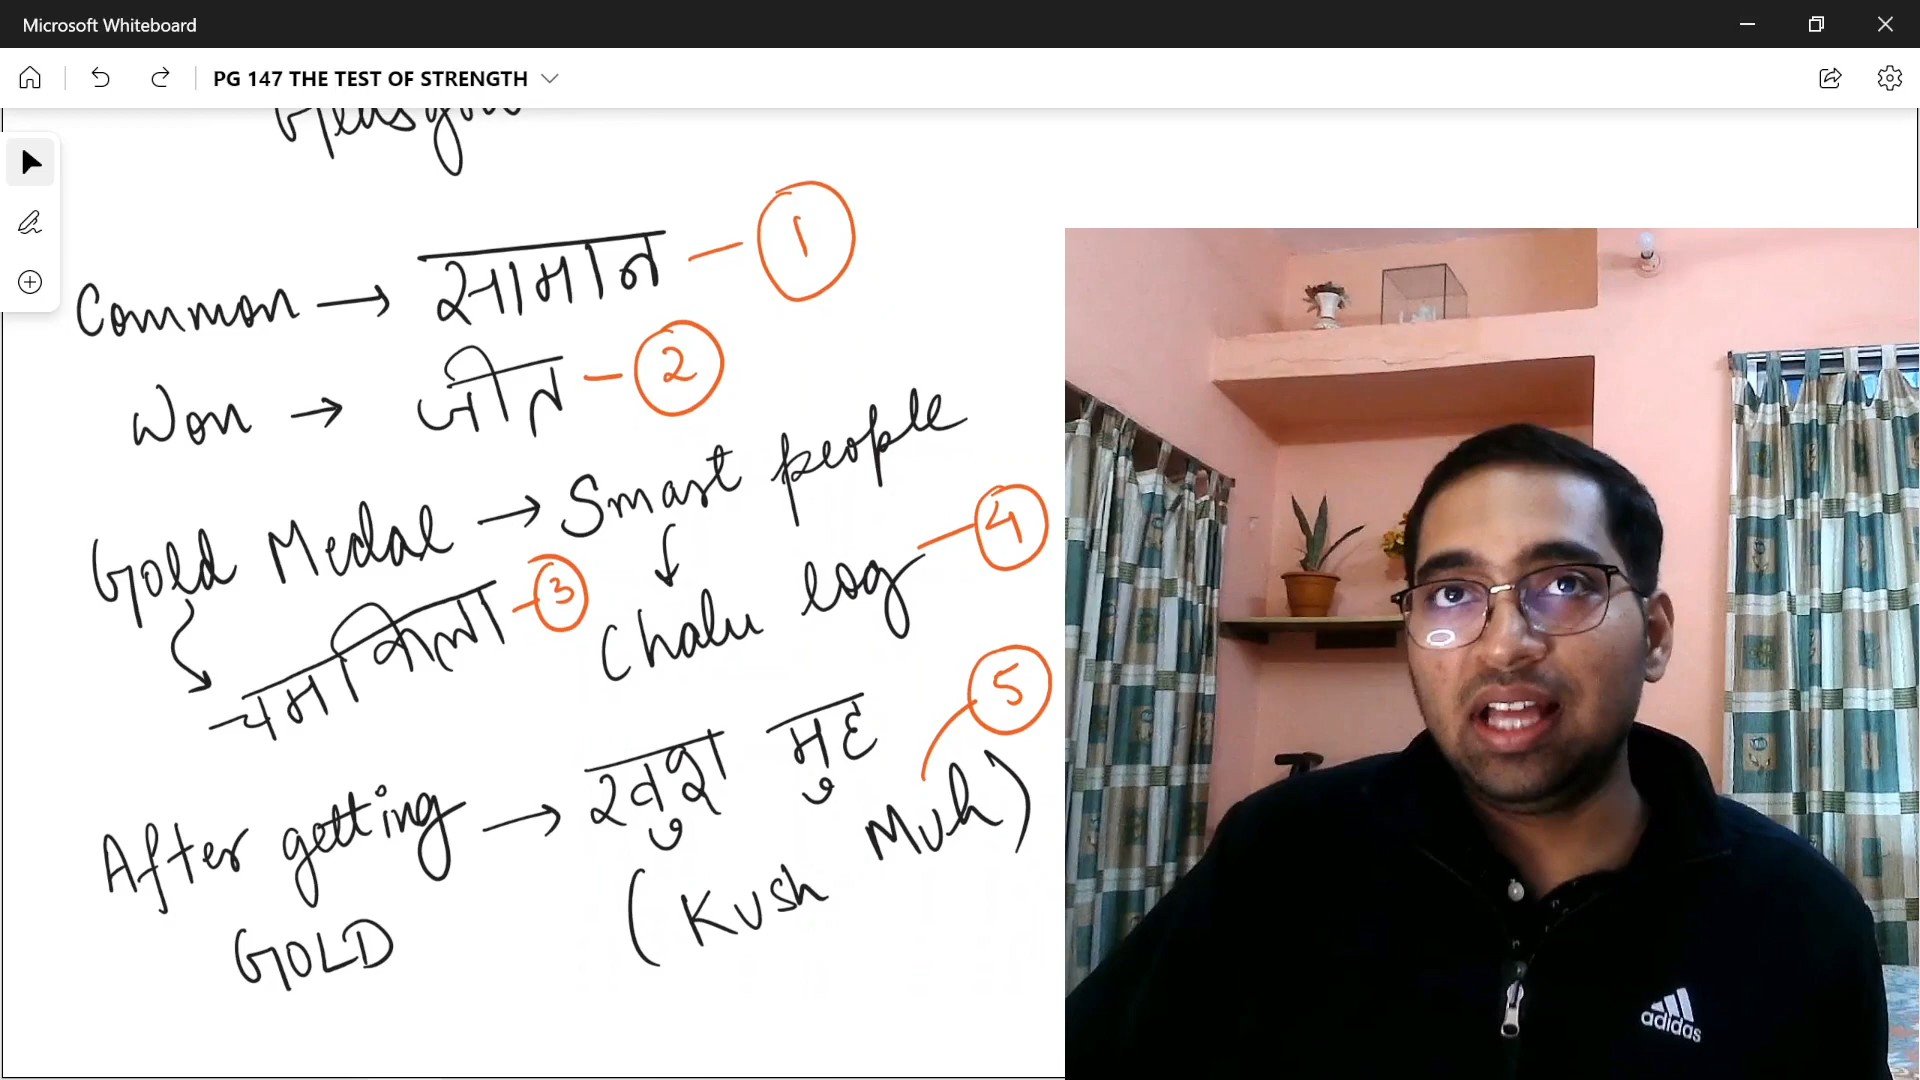 Microsoft Whiteboard
PG 147 THE TEST OF STRENGTH
Glasgow
Common → सामान - 1
Won → जीत - 2
Gold Medal → Smart people
चमकिला - 3
Chalu log - 4
After getting GOLD → खुश मुह
(Kush Muh) 5
adidas